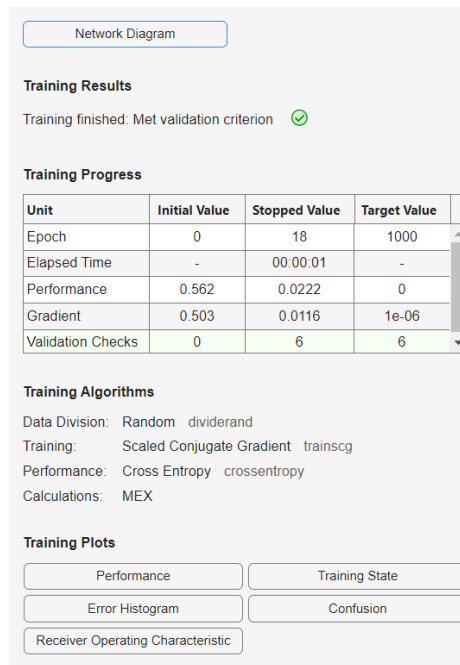 Network Diagram
Training Results
Training finished: Met validation criterion
Training Progress
Unit Initial Value Stopped Value Target Value
Epoch 0 18 1000
Elapsed Time - 00:00:01 -
Performance 0.562 0.0222 0
Gradient 0.503 0.0116 1e-06
Validation Checks 0 6 6
Training Algorithms
Data Division: Random dividerand
Training: Scaled Conjugate Gradient trainscg
Performance: Cross Entropy crossentropy
Calculations: MEX
Training Plots
Performance Training State
Error Histogram Confusion
Receiver Operating Characteristic